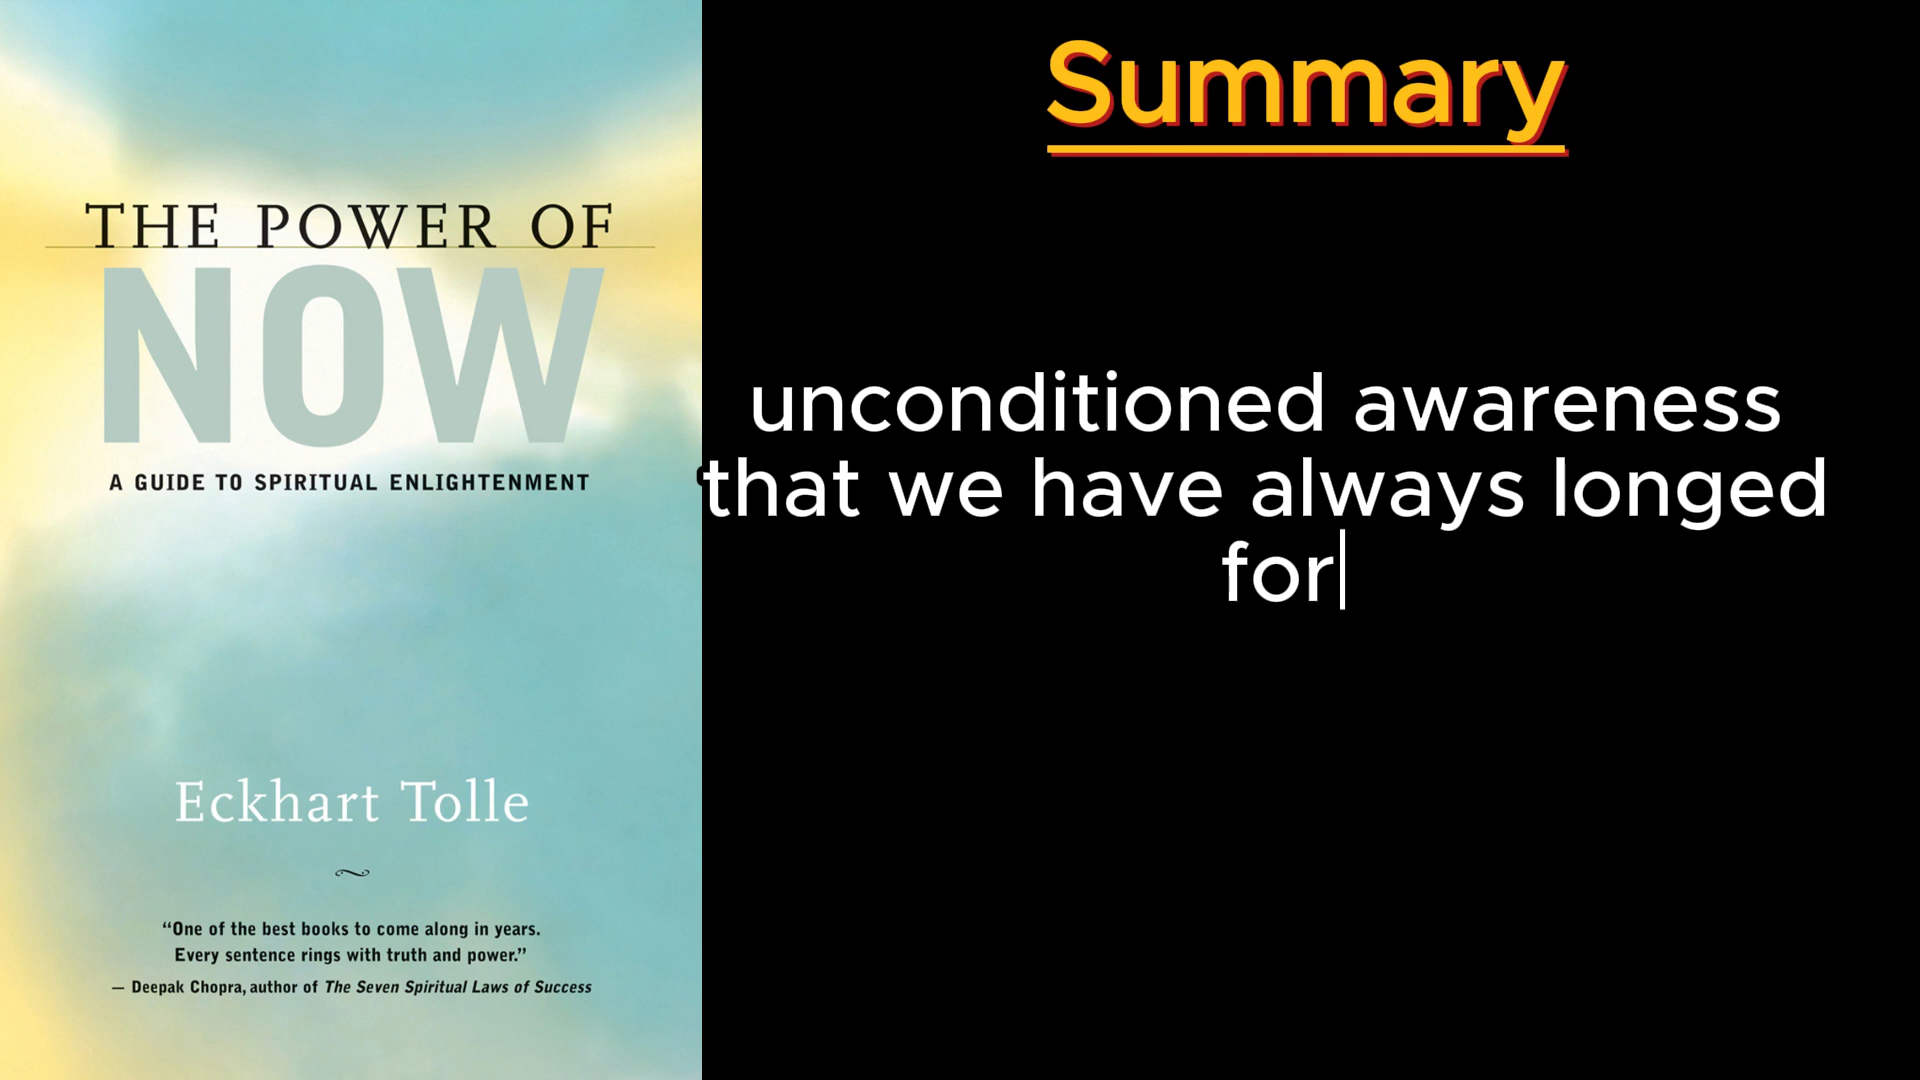 THE POWER OF
NOW
A GUIDE TO SPIRITUAL ENLIGHTENMENT
Eckhart Tolle
“One of the best books to come along in years.
Every sentence rings with truth and power.”
— Deepak Chopra, author of The Seven Spiritual Laws of Success
Summary
unconditioned awareness
that we have always longed
for